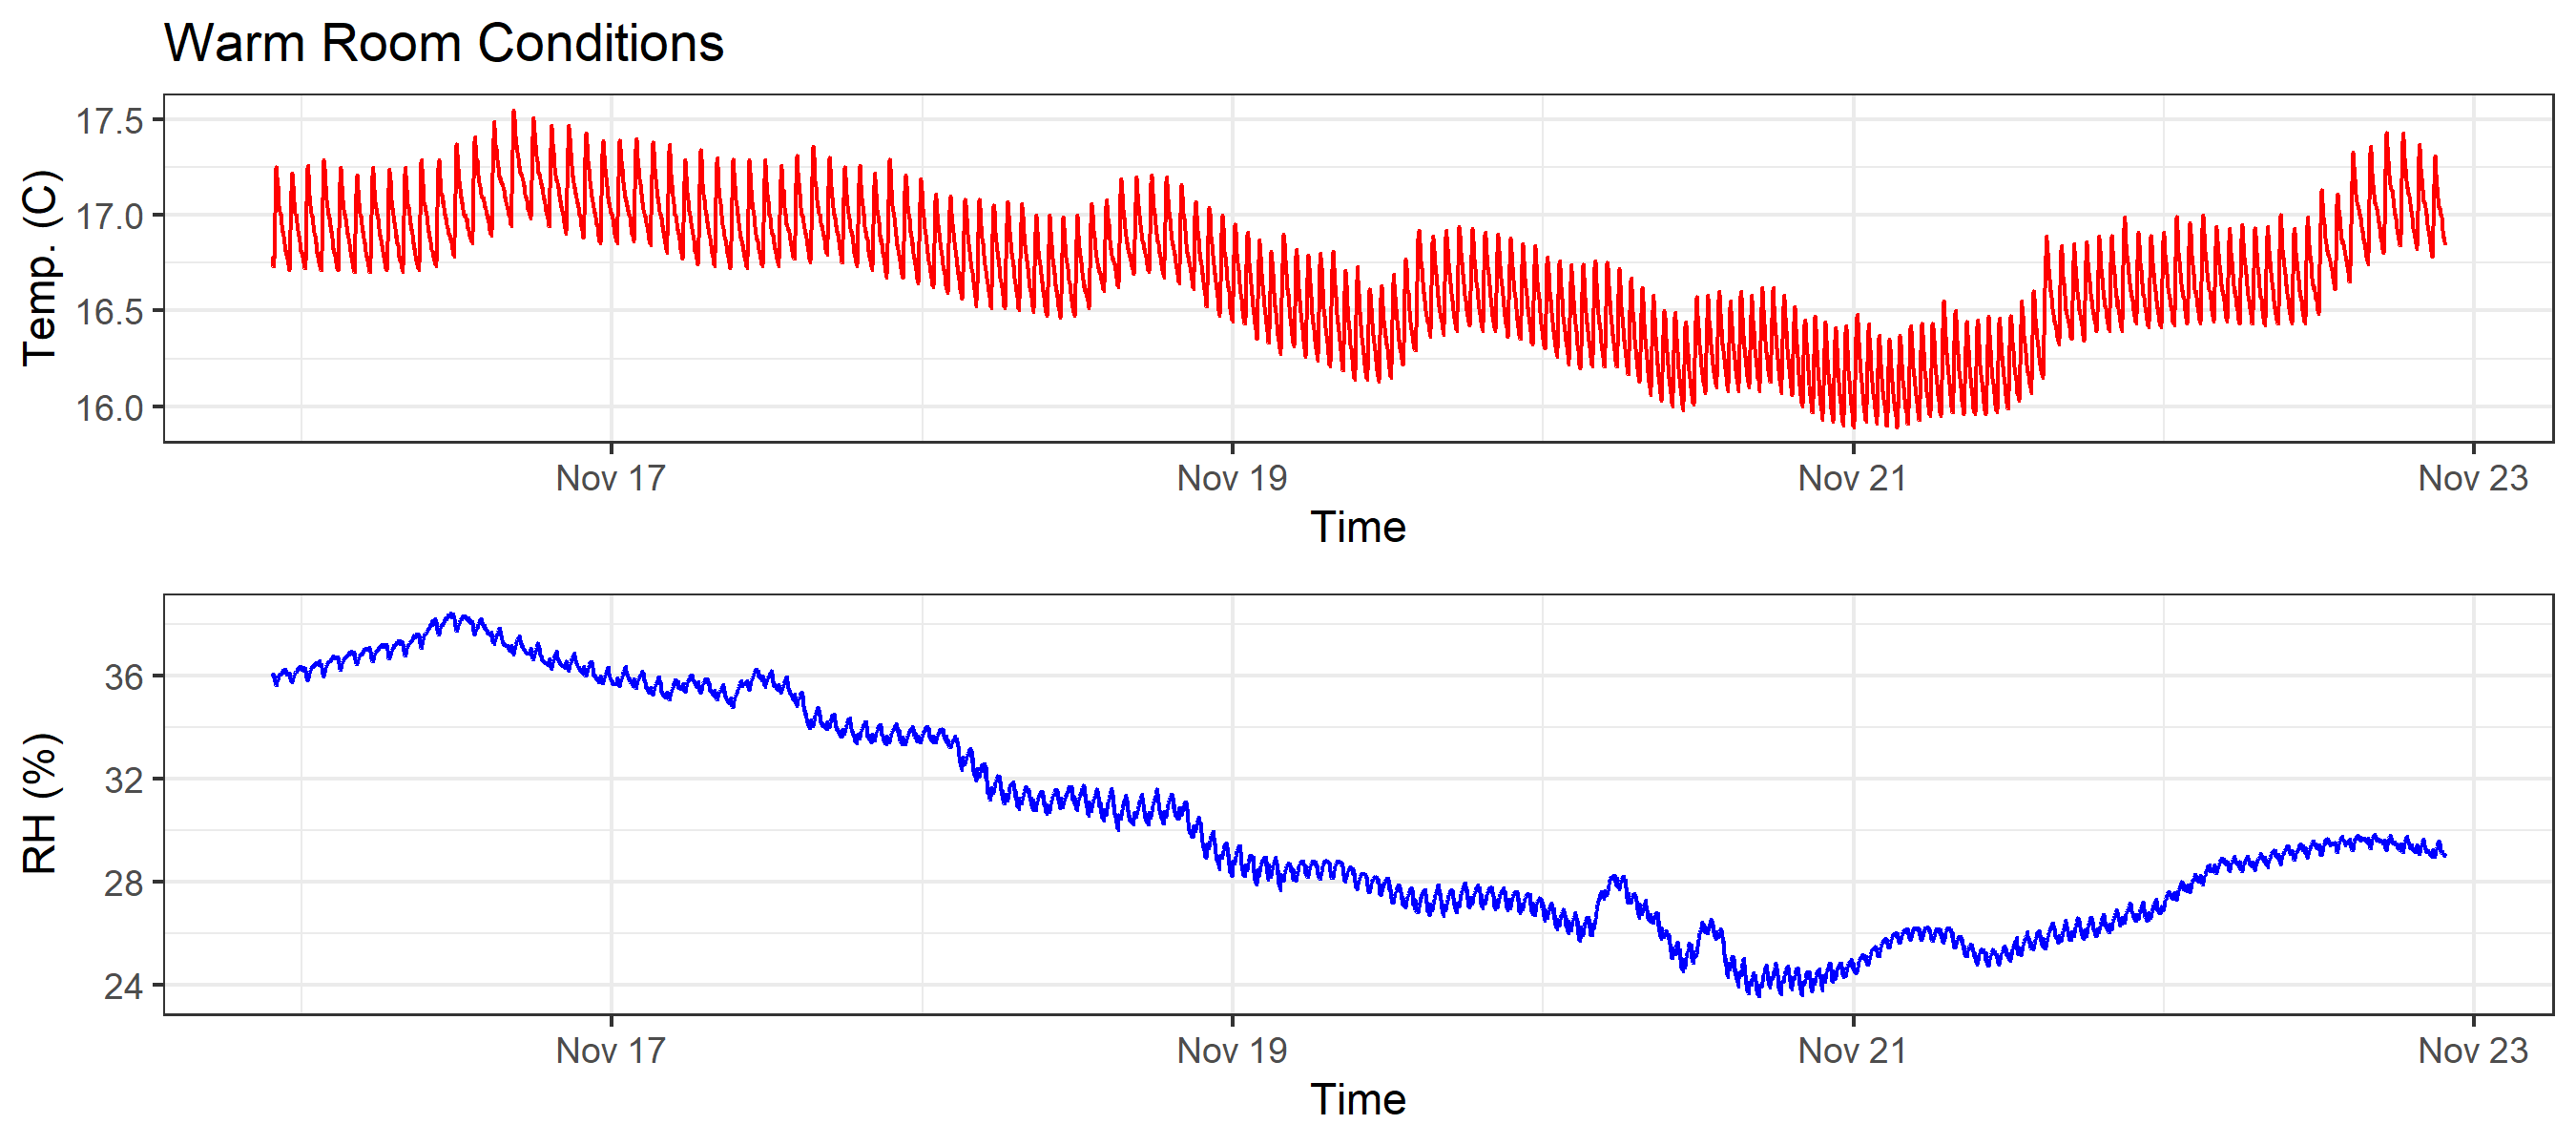 Warm Room Conditions
Temp. (C)
17.5
17.0
16.5
16.0
Nov 17 Nov 19 Nov 21 Nov 23
Time
RH (%)
36
32
28
24
Nov 17 Nov 19 Nov 21 Nov 23
Time